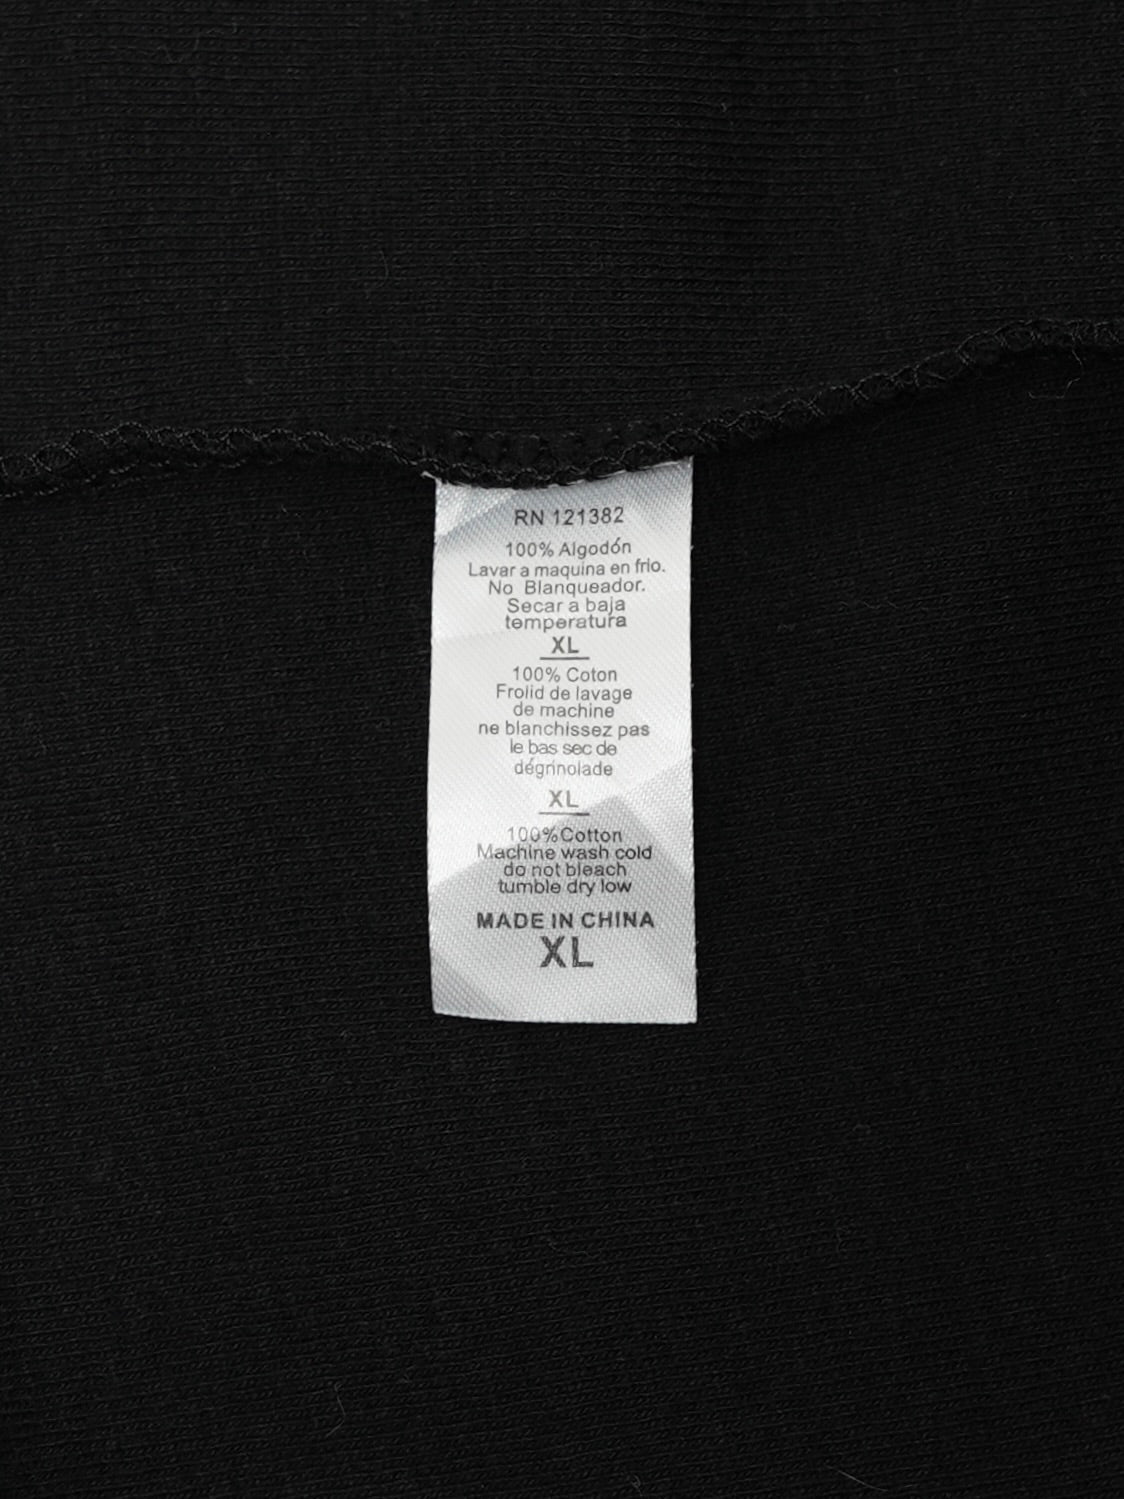 RN 121382
100% Algodón
Lavar a maquina en frio.
No Blanqueador.
Secar a baja
temperatura
XL
100% Coton
Frolid de lavage
de machine
ne blanchissez pas
le bas sec de
dégrinolade
XL
100%Cotton
Machine wash cold
do not bleach
tumble dry low
MADE IN CHINA
XL